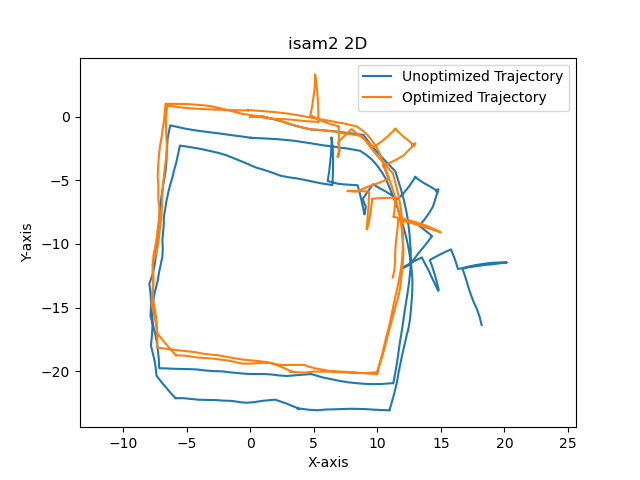 isam2 2D
Unoptimized Trajectory
Optimized Trajectory
0
−5
−10
−15
−20
Y-axis
−10
−5
0
5
10
15
20
25
X-axis